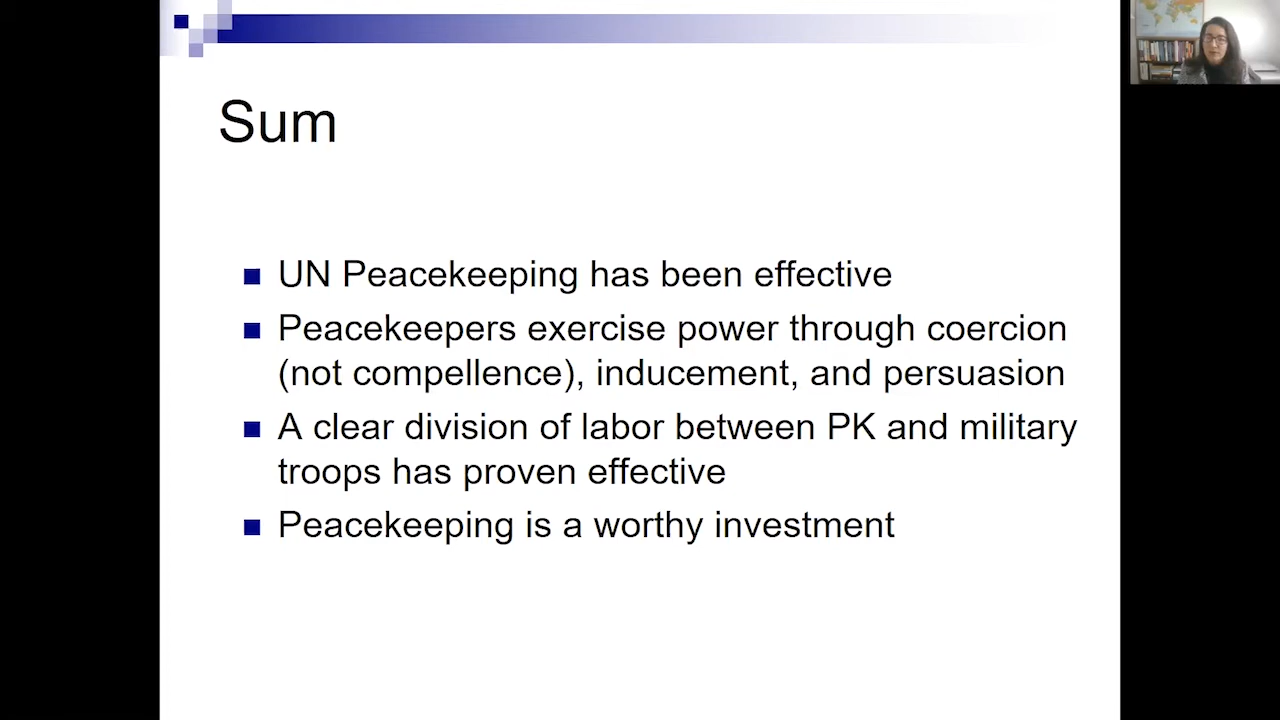 Sum
UN Peacekeeping has been effective
Peacekeepers exercise power through coercion
(not compellence), inducement, and persuasion
A clear division of labor between PK and military
troops has proven effective
Peacekeeping is a worthy investment